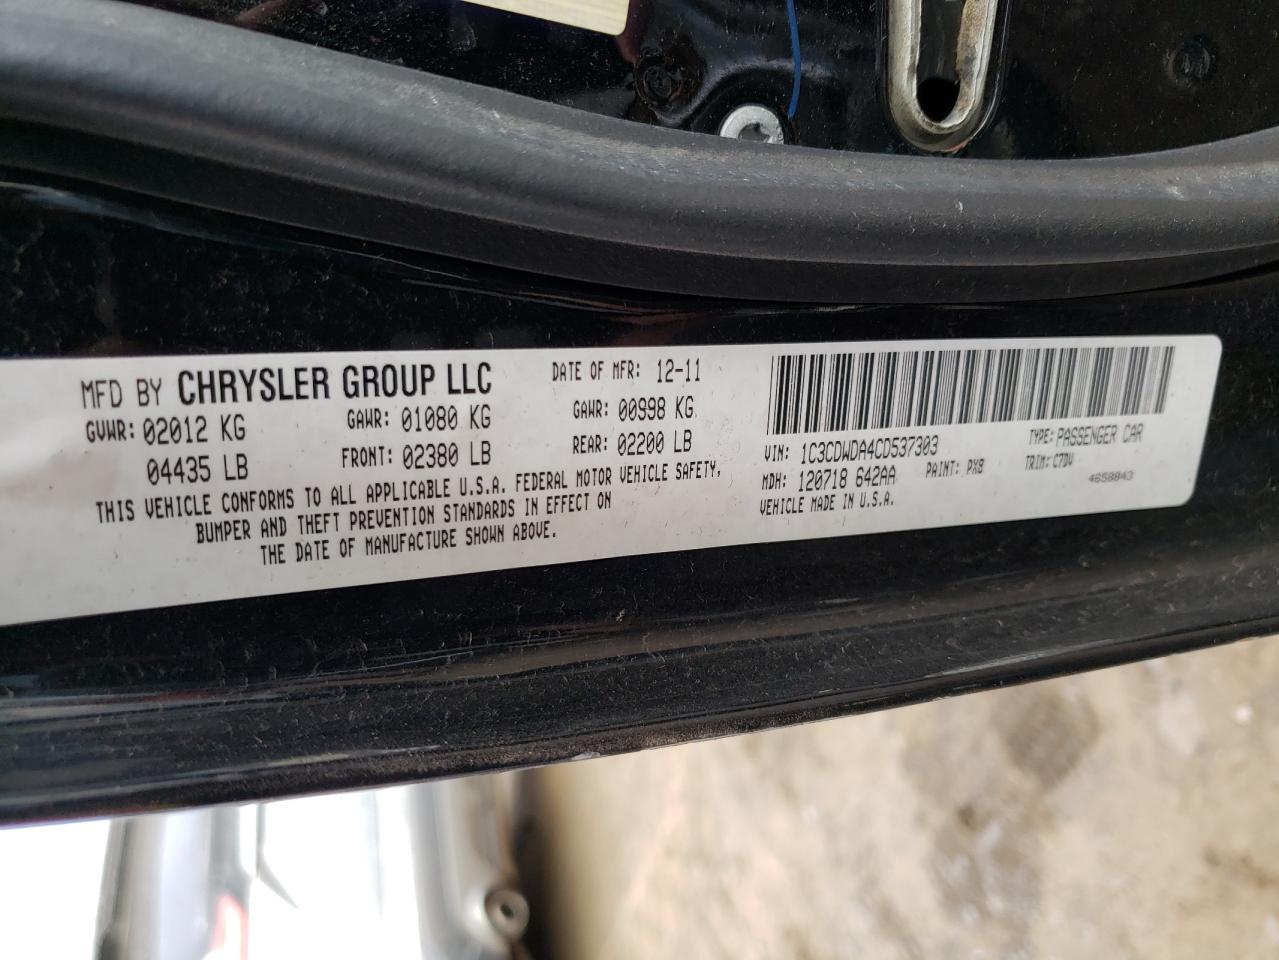 MFD BY CHRYSLER GROUP LLC DATE OF MFR: 12-11
GVWR: 02012 KG GAWR: 01080 KG GAWR: 00998 KG
04435 LB FRONT: 02380 LB REAR: 02200 LB
THIS VEHICLE CONFORMS TO ALL APPLICABLE U.S.A. FEDERAL MOTOR VEHICLE SAFETY,
BUMPER AND THEFT PREVENTION STANDARDS IN EFFECT ON
THE DATE OF MANUFACTURE SHOWN ABOVE.
VIN: 1C3CDWDA4CD537303 TYPE: PASSENGER CAR
MDH: 120718 642AA PAINT: PX8 TRIM: C7DV
VEHICLE MADE IN U.S.A. 4658843